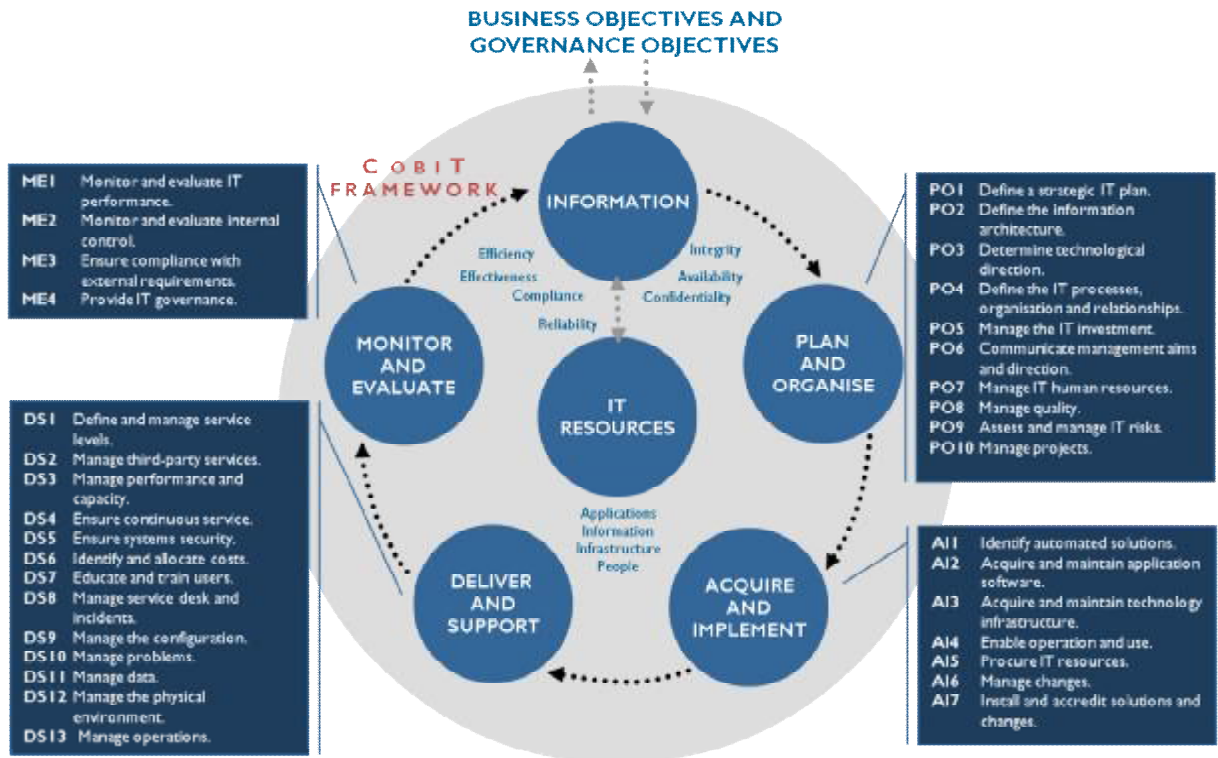 BUSINESS OBJECTIVES AND
GOVERNANCE OBJECTIVES
COBIT
FRAMEWORK
INFORMATION
Efficiency
Effectiveness
Compliance
Reliability
Integrity
Availability
Confidentiality
MONITOR
AND
EVALUATE
PLAN
AND
ORGANISE
IT
RESOURCES
Applications
Information
Infrastructure
People
DELIVER
AND
SUPPORT
ACQUIRE
AND
IMPLEMENT
ME1 Monitor and evaluate IT
performance.
ME2 Monitor and evaluate internal
control.
ME3 Ensure compliance with
external requirements.
ME4 Provide IT governance.
DS1 Define and manage service
levels.
DS2 Manage third-party services.
DS3 Manage performance and
capacity.
DS4 Ensure continuous service.
DS5 Ensure systems security.
DS6 Identify and allocate costs.
DS7 Educate and train users.
DS8 Manage service desk and
incidents.
DS9 Manage the configuration.
DS10 Manage problems.
DS11 Manage data.
DS12 Manage the physical
environment.
DS13 Manage operations.
PO1 Define a strategic IT plan.
PO2 Define the information
architecture.
PO3 Determine technological
direction.
PO4 Define the IT processes,
organisation and relationships.
PO5 Manage the IT investment.
PO6 Communicate management aims
and direction.
PO7 Manage IT human resources.
PO8 Manage quality.
PO9 Assess and manage IT risks.
PO10 Manage projects.
AI1 Identify automated solutions.
AI2 Acquire and maintain application
software.
AI3 Acquire and maintain technology
infrastructure.
AI4 Enable operation and use.
AI5 Procure IT resources.
AI6 Manage changes.
AI7 Install and accredit solutions and
changes.